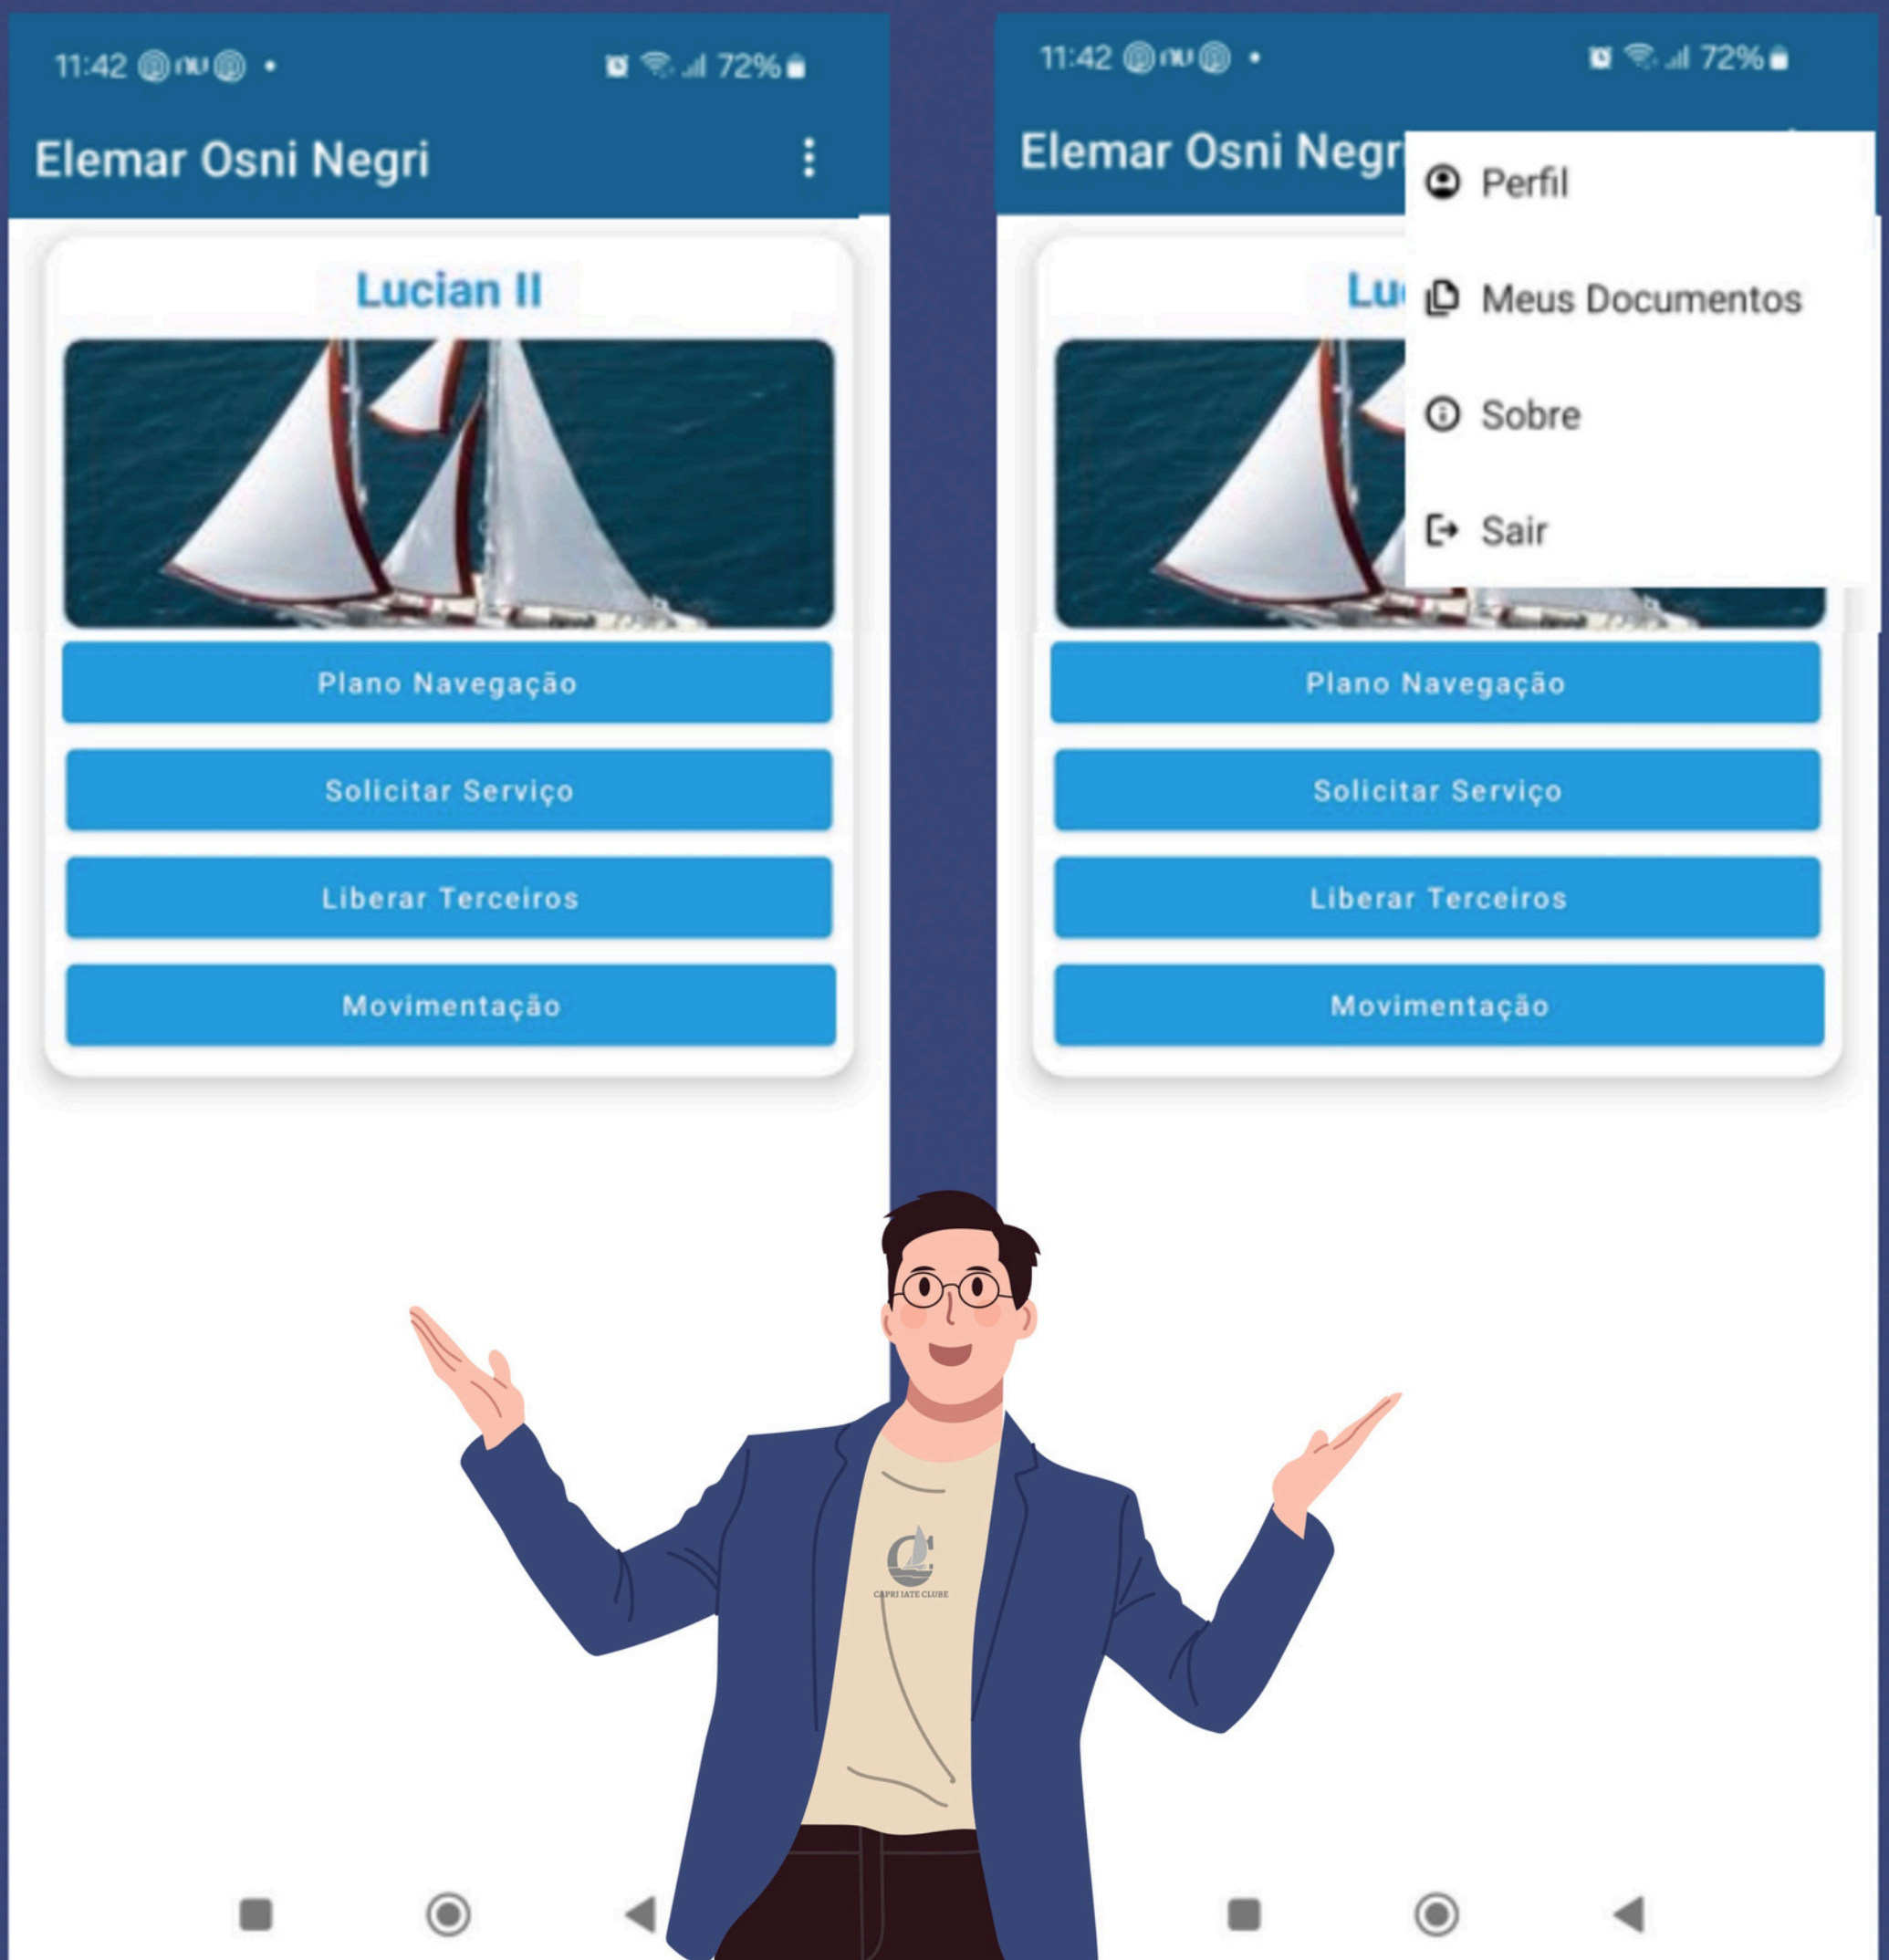 11:42
72%
Elemar Osni Negri
Lucian II
Plano Navegação
Solicitar Serviço
Liberar Terceiros
Movimentação
11:42
72%
Elemar Osni Negr
Perfil
Meus Documentos
Sobre
Sair
Lu
Plano Navegação
Solicitar Serviço
Liberar Terceiros
Movimentação
CAPRI IATE CLUBE